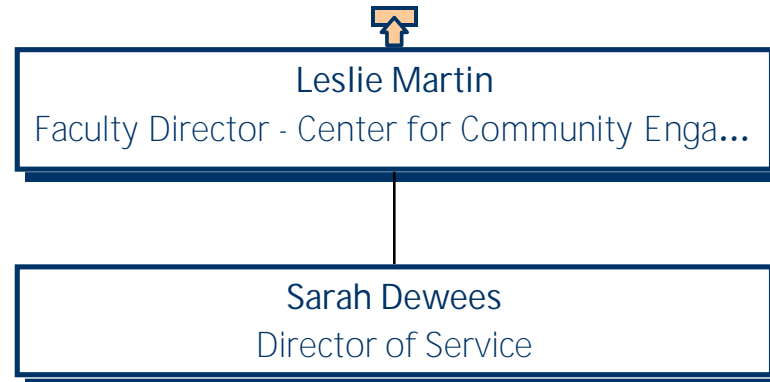 Leslie Martin
Faculty Director - Center for Community Enga...
Sarah Dewees
Director of Service